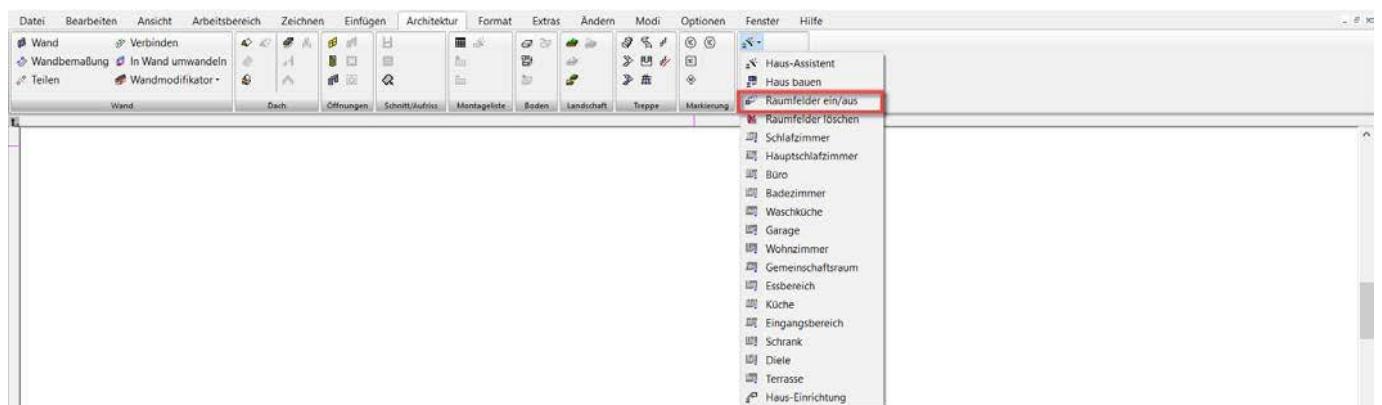 Datei Bearbeiten Ansicht Arbeitsbereich Zeichnen Einfügen Architektur Format Extras Ändern Modi Optionen Fenster Hilfe
Wand Verbinden
Wandbemaßung In Wand umwandeln
Teilen Wandmodifikator
Wand Dach Öffnungen Schnitt/Aufriss Montageliste Boden Landschaft Treppe Markierung
Haus-Assistent
Haus bauen
Raumfelder ein/aus
Raumfelder löschen
Schlafzimmer
Hauptschlafzimmer
Büro
Badezimmer
Waschküche
Garage
Wohnzimmer
Gemeinschaftsraum
Essbereich
Küche
Eingangsbereich
Schrank
Diele
Terrasse
Haus-Einrichtung